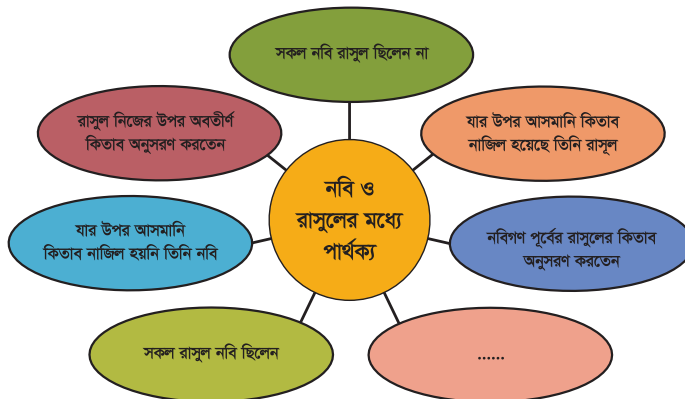 সকল নবি রাসুল ছিলেন না
রাসুল নিজের উপর অবতীর্ণ
কিতাব অনুসরণ করতেন
যার উপর আসমানি কিতাব
নাজিল হয়েছে তিনি রাসূল
নবি ও
রাসুলের মধ্যে
পার্থক্য
যার উপর আসমানি
কিতাব নাজিল হয়নি তিনি নবি
নবিগণ পূর্বের রাসুলের কিতাব
অনুসরণ করতেন
সকল রাসুল নবি ছিলেন
......